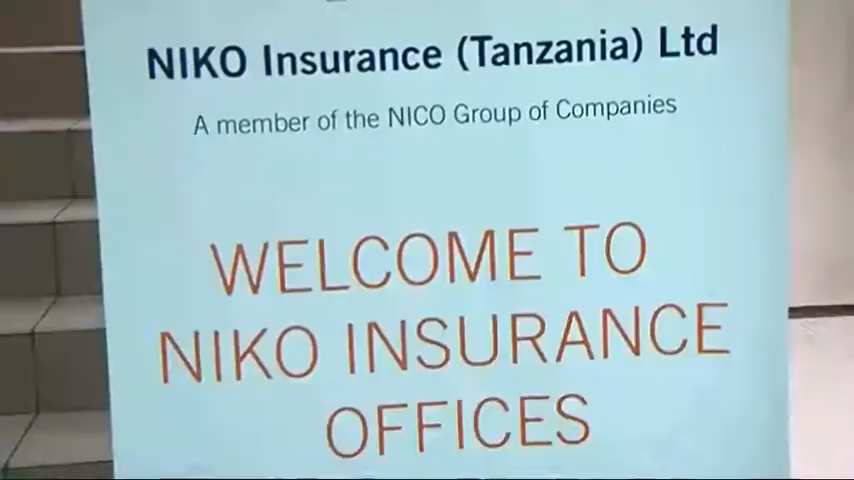 NIKO Insurance (Tanzania) Ltd
A member of the NICO Group of Companies
WELCOME TO
NIKO INSURANCE
OFFICES